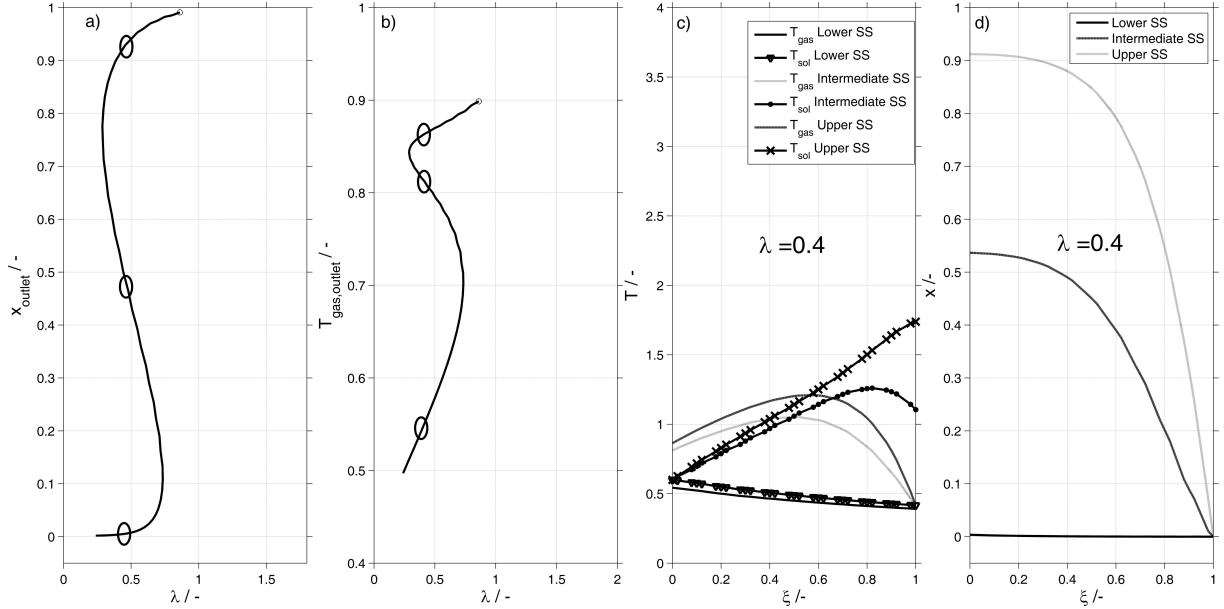 a)
1
0.9
0.8
0.7
0.6
0.5
0.4
0.3
0.2
0.1
0
x_outlet / -
0 0.5 1 1.5
λ / -
b)
1
0.9
0.8
0.7
0.6
0.5
0.4
T_gas,outlet / -
0 0.5 1 1.5 2
λ / -
c)
4
3.5
3
2.5
2
1.5
1
0.5
0
T /-
T_gas Lower SS
T_sol Lower SS
T_gas Intermediate SS
T_sol Intermediate SS
T_gas Upper SS
T_sol Upper SS
λ =0.4
0 0.2 0.4 0.6 0.8 1
ξ /-
d)
1
0.9
0.8
0.7
0.6
0.5
0.4
0.3
0.2
0.1
0
x /-
Lower SS
Intermediate SS
Upper SS
λ =0.4
0 0.2 0.4 0.6 0.8 1
ξ /-